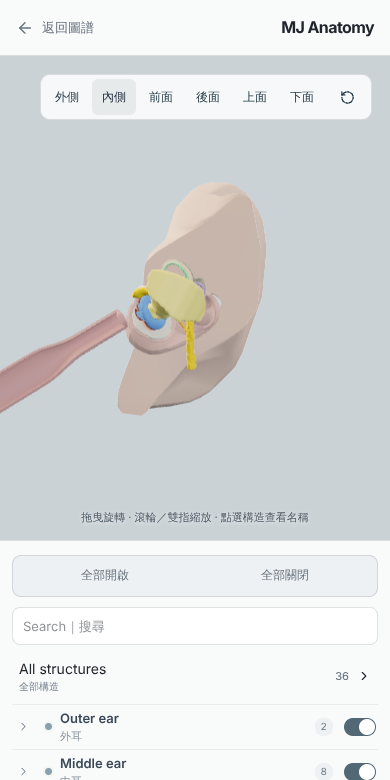 返回圖譜
MJ Anatomy
外側 內側 前面 後面 上面 下面
拖曳旋轉 · 滾輪／雙指縮放 · 點選構造查看名稱
全部開啟 全部關閉
Search｜搜尋
All structures
全部構造
36
Outer ear
外耳
2
Middle ear
中耳
8